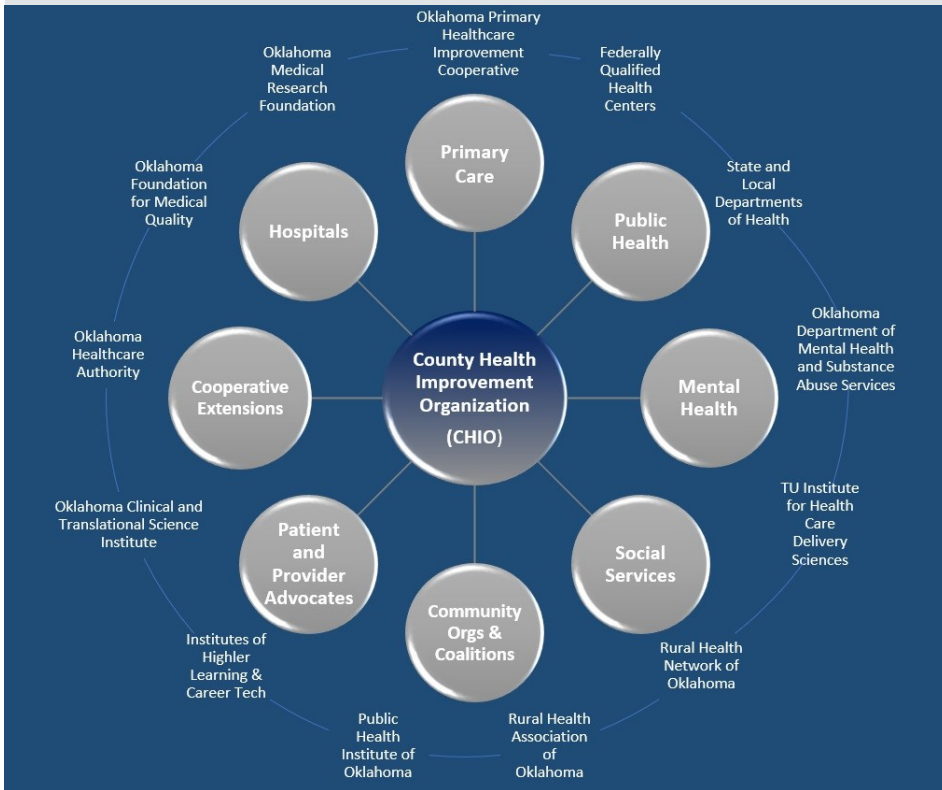 Oklahoma Primary
Healthcare
Improvement
Cooperative
Federally
Qualified
Health
Centers
State and
Local
Departments
of Health
Oklahoma
Department of
Mental Health
and Substance
Abuse Services
TU Institute
for Health
Care
Delivery
Sciences
Rural Health
Network of
Oklahoma
Rural Health
Association
of
Oklahoma
Public
Health
Institute of
Oklahoma
Institutes of
Highler
Learning &
Career Tech
Oklahoma Clinical and
Translational Science
Institute
Oklahoma
Healthcare
Authority
Oklahoma
Foundation
for Medical
Quality
Oklahoma
Medical
Research
Foundation
Primary
Care
Public
Health
Mental
Health
Social
Services
Community
Orgs &
Coalitions
Patient
and
Provider
Advocates
Cooperative
Extensions
Hospitals
County Health
Improvement
Organization
(CHIO)